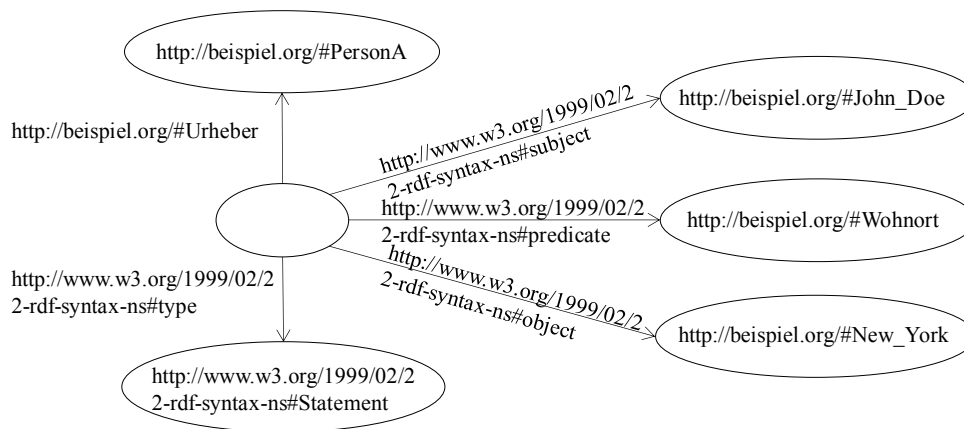 http://beispiel.org/#PersonA
http://beispiel.org/#Urheber
http://www.w3.org/1999/02/2
2-rdf-syntax-ns#subject
http://beispiel.org/#John_Doe
http://www.w3.org/1999/02/2
2-rdf-syntax-ns#predicate
http://beispiel.org/#Wohnort
http://www.w3.org/1999/02/2
2-rdf-syntax-ns#object
http://beispiel.org/#New_York
http://www.w3.org/1999/02/2
2-rdf-syntax-ns#type
http://www.w3.org/1999/02/2
2-rdf-syntax-ns#Statement